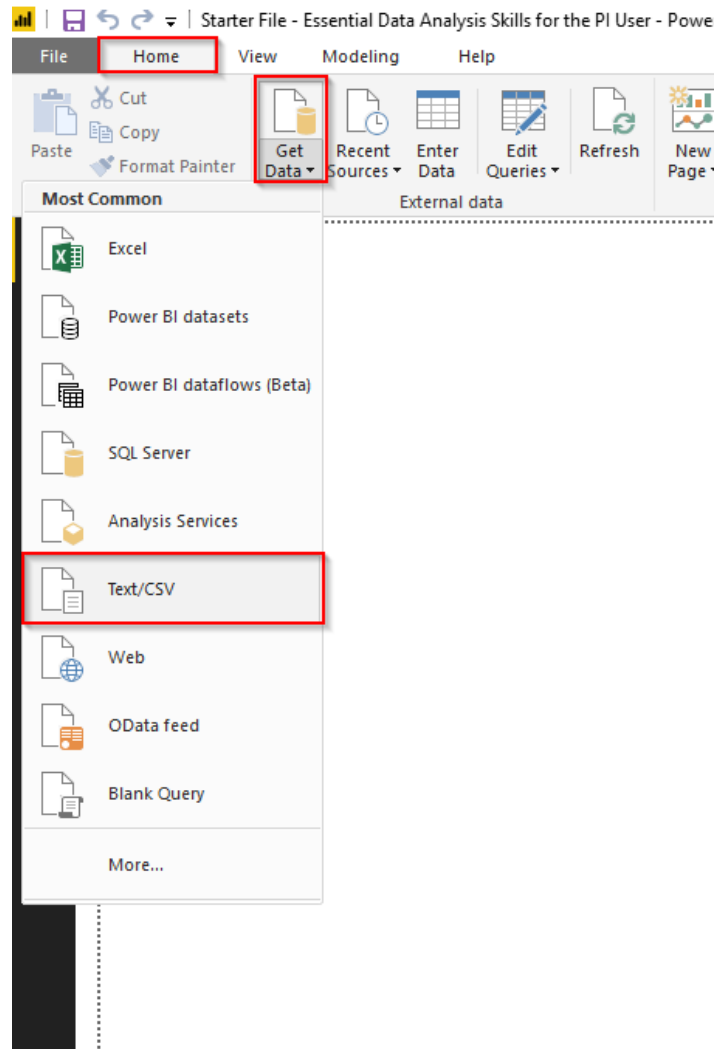 Starter File - Essential Data Analysis Skills for the PI User - Powe
File Home View Modeling Help
Paste
Cut
Copy
Format Painter
Get Data
Recent Sources
Enter Data
Edit Queries
Refresh
New Page
External data
Most Common
Excel
Power BI datasets
Power BI dataflows (Beta)
SQL Server
Analysis Services
Text/CSV
Web
OData feed
Blank Query
More...